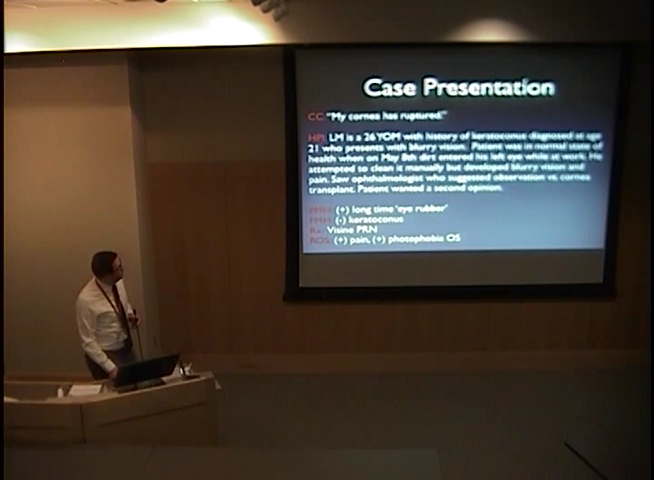 Case Presentation
CC: "My cornea has ruptured."
HPI: LM is a 26 YOM with history of keratoconus diagnosed at age
21 who presents with blurry vision. Patient was in normal state of
health when on May 8th dirt entered his left eye while at work. He
attempted to clean it manually but developed blurry vision and
pain. Saw ophthalmologist who suggested observation vs. cornea
transplant. Patient wanted a second opinion.
PMH: (+) long time 'eye rubber'
FMH: (-) keratoconus
Rx: Visine PRN
ROS: (+) pain, (+) photophobia OS